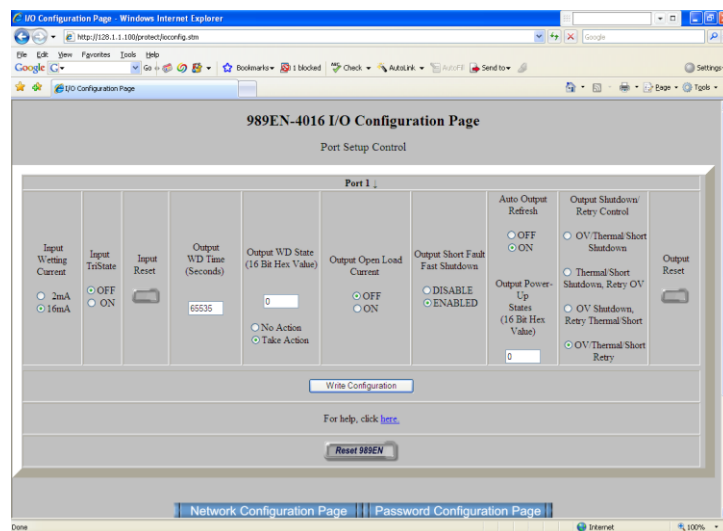 I/O Configuration Page - Windows Internet Explorer
http://128.1.1.100/protect/ioconfig.stm
Google
File Edit View Favorites Tools Help
Google G Go Bookmarks 1 blocked Check AutoLink AutoFill Send to Settings
I/O Configuration Page
Page Tools
989EN-4016 I/O Configuration Page
Port Setup Control
Port 1 ↓
Input
Wetting
Current
2mA
16mA
Input
TriState
OFF
ON
Input
Reset
Output
WD Time
(Seconds)
65535
Output WD State
(16 Bit Hex Value)
0
No Action
Take Action
Output Open Load
Current
OFF
ON
Output Short Fault
Fast Shutdown
DISABLE
ENABLED
Auto Output
Refresh
OFF
ON
Output Power-
Up
States
(16 Bit Hex
Value)
0
Output Shutdown/
Retry Control
OV/Thermal/Short
Shutdown
Thermal/Short
Shutdown, Retry OV
OV Shutdown,
Retry Thermal/Short
OV/Thermal/Short
Retry
Output
Reset
Write Configuration
For help, click here.
Reset 989EN
Network Configuration Page
Password Configuration Page
Done
Internet
100%